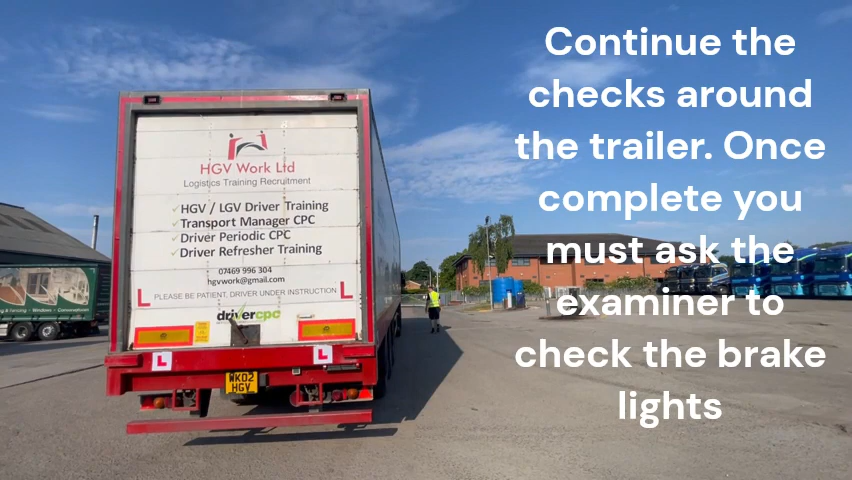 HGV Work Ltd
Logistics Training Recruitment
HGV / LGV Driver Training
Transport Manager CPC
Driver Periodic CPC
Driver Refresher Training
07469 996 304
hgvwork@gmail.com
L L
PLEASE BE PATIENT, DRIVER UNDER INSTRUCTION
drivercpc
L L
WK02
HGV
Continue the
checks around
the trailer. Once
complete you
must ask the
examiner to
check the brake
lights